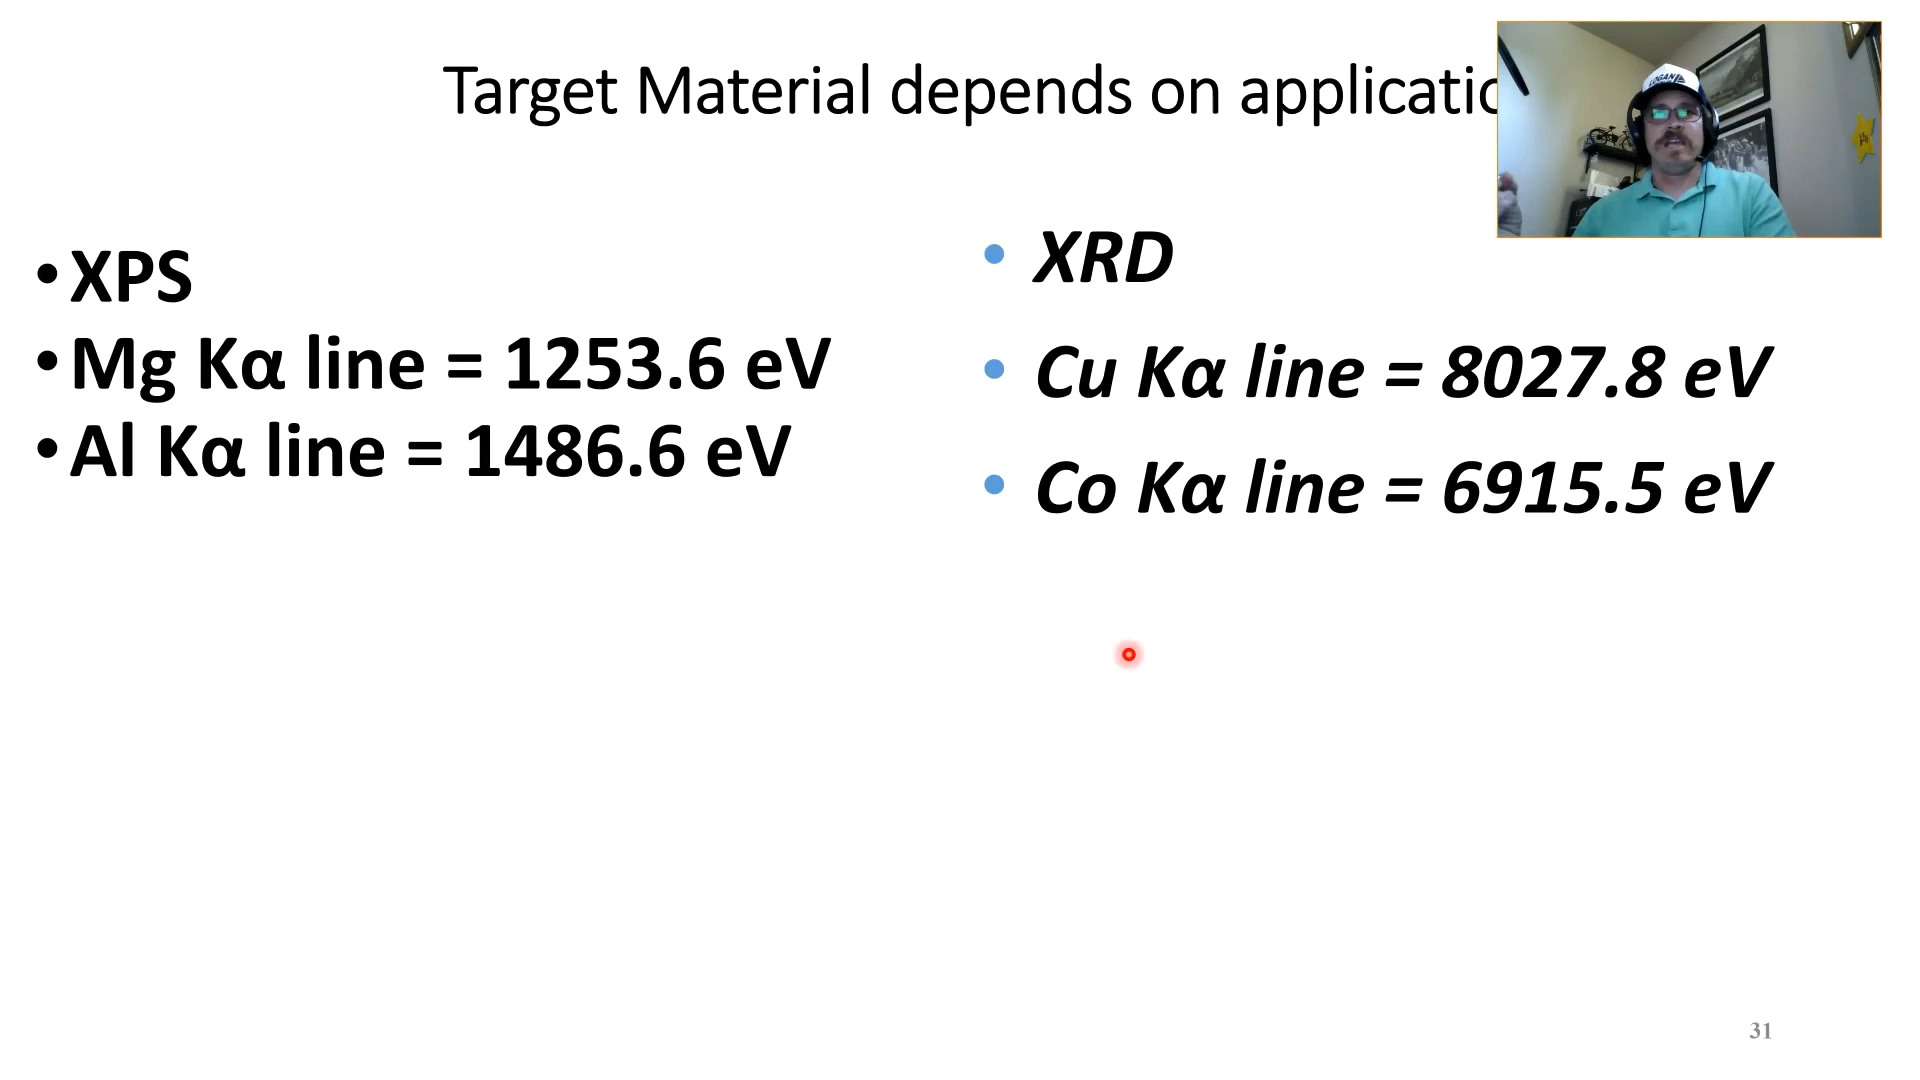 Target Material depends on applicatio
•XPS
•Mg Kα line = 1253.6 eV
•Al Kα line = 1486.6 eV
• XRD
• Cu Kα line = 8027.8 eV
• Co Kα line = 6915.5 eV
LOGAN
31